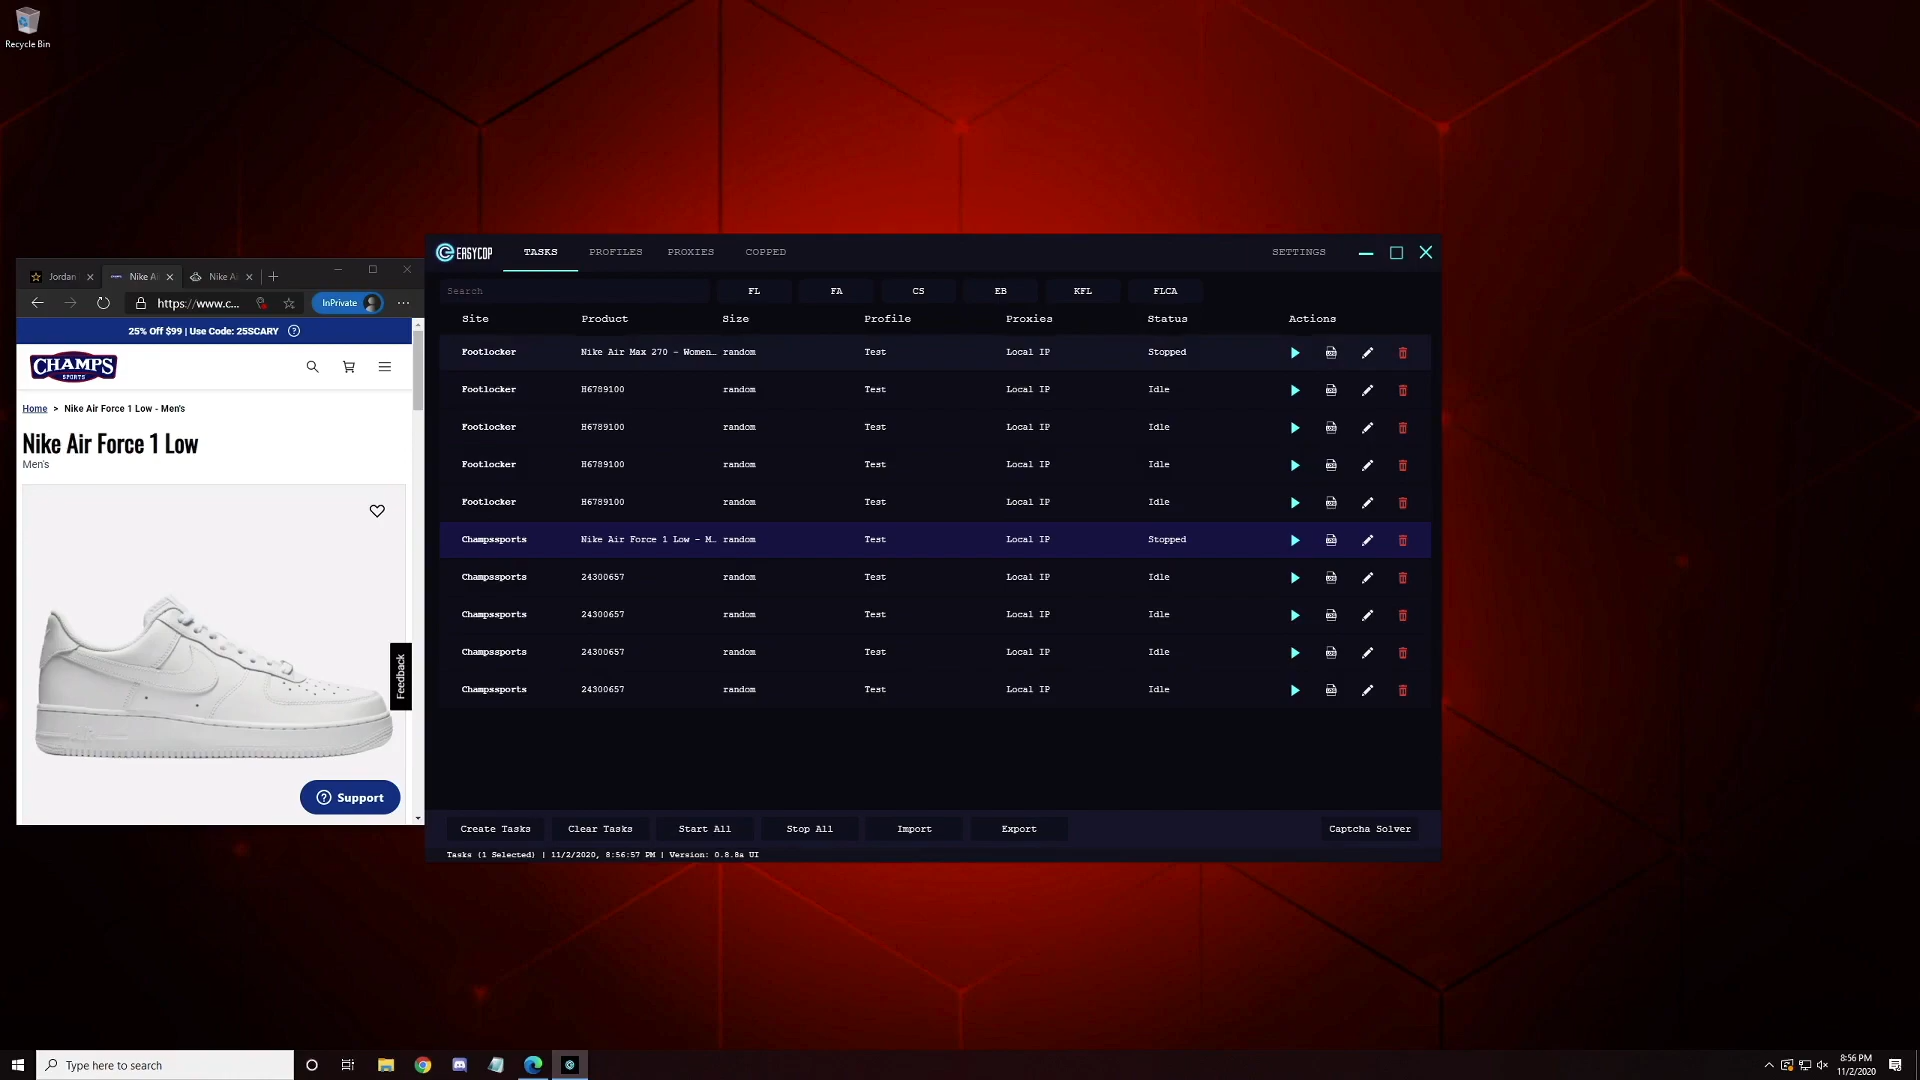 Recycle Bin
Jordan
Nike Ai
Nike A
https://www.c...
InPrivate
25% Off $99 | Use Code: 25SCARY
CHAMPS
SPORTS
Home > Nike Air Force 1 Low - Men's
Nike Air Force 1 Low
Men's
Feedback
Support
EASYCOP TASKS PROFILES PROXIES COPPED SETTINGS
Search FL FA CS EB KFL FLCA
Site Product Size Profile Proxies Status Actions
Footlocker Nike Air Max 270 - Women… random Test Local IP Stopped
Footlocker H6789100 random Test Local IP Idle
Footlocker H6789100 random Test Local IP Idle
Footlocker H6789100 random Test Local IP Idle
Footlocker H6789100 random Test Local IP Idle
Champssports Nike Air Force 1 Low - M… random Test Local IP Stopped
Champssports 24300657 random Test Local IP Idle
Champssports 24300657 random Test Local IP Idle
Champssports 24300657 random Test Local IP Idle
Champssports 24300657 random Test Local IP Idle
Create Tasks Clear Tasks Start All Stop All Import Export Captcha Solver
Tasks (1 Selected) | 11/2/2020, 8:56:57 PM | Version: 0.8.8a UI
Type here to search
8:56 PM
11/2/2020